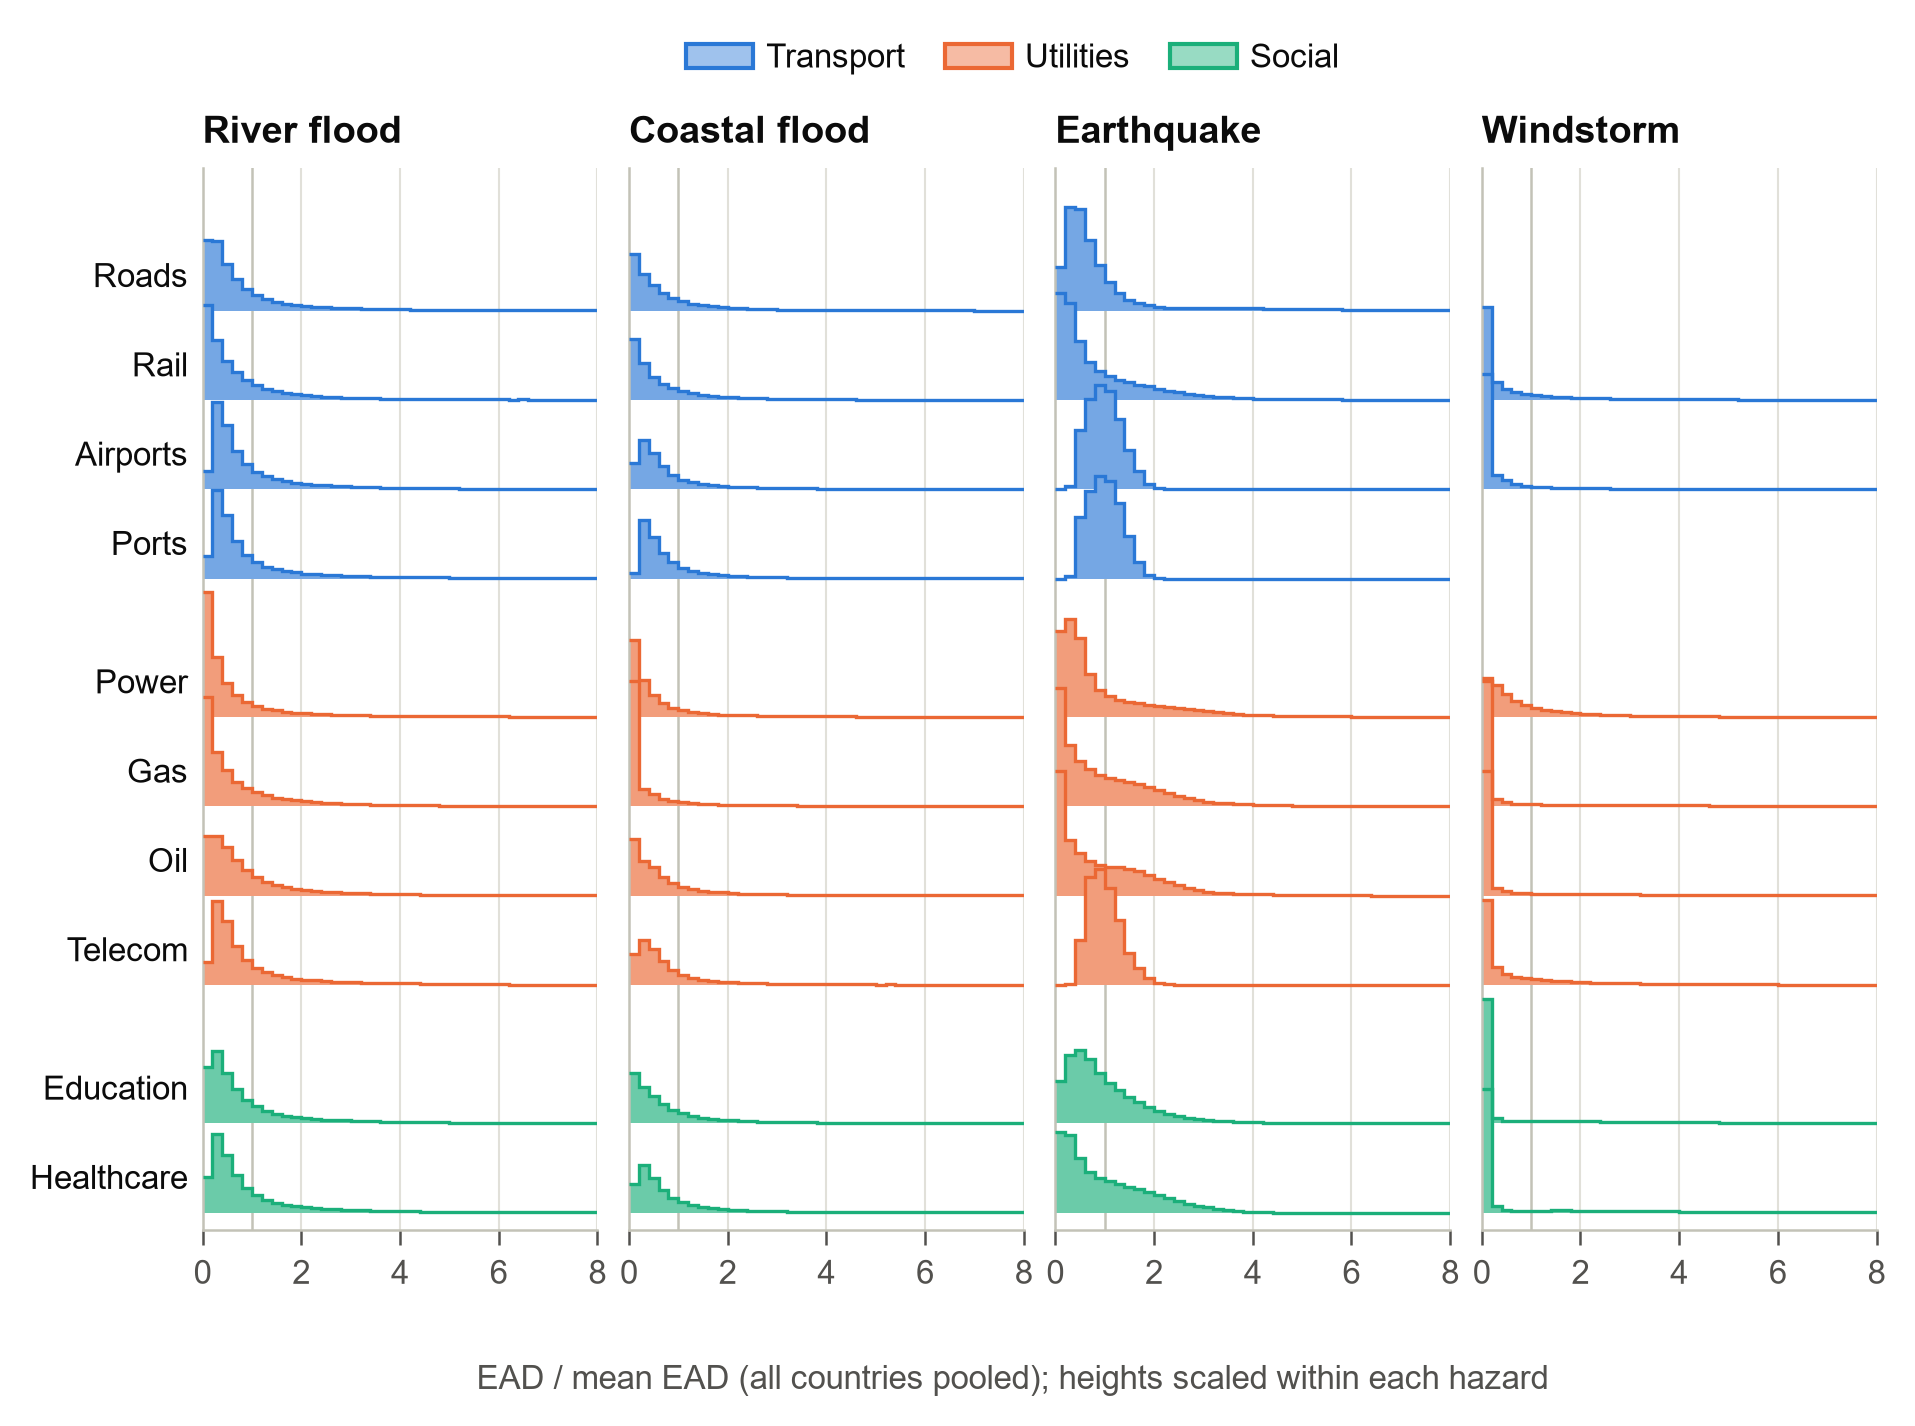 Transport Utilities Social
River flood Coastal flood Earthquake Windstorm
Roads
Rail
Airports
Ports
Power
Gas
Oil
Telecom
Education
Healthcare
0 2 4 6 8 0 2 4 6 8 0 2 4 6 8 0 2 4 6 8
EAD / mean EAD (all countries pooled); heights scaled within each hazard